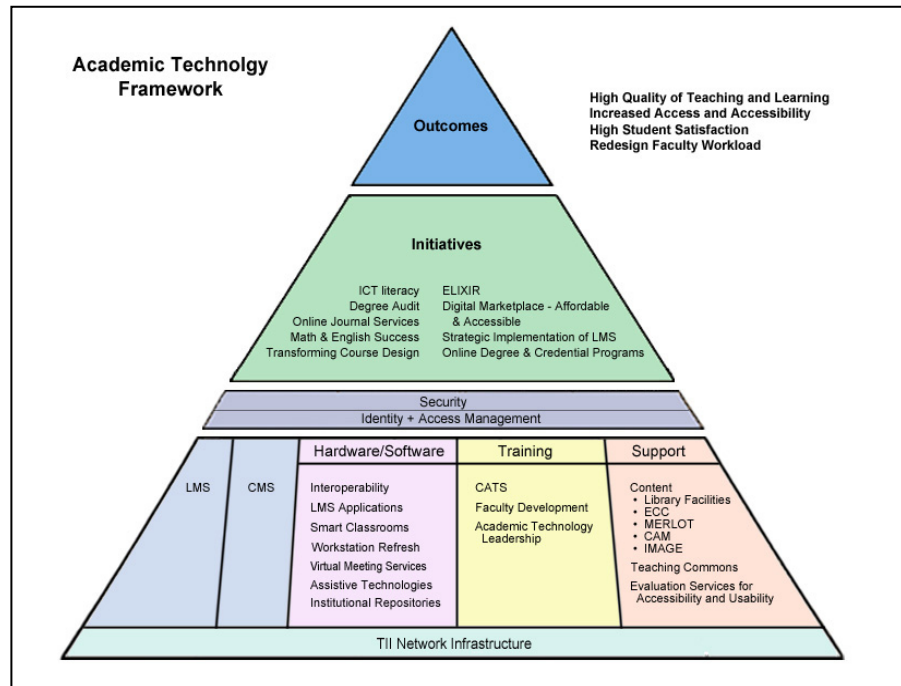 Academic Technolgy
Framework
Outcomes
High Quality of Teaching and Learning
Increased Access and Accessibility
High Student Satisfaction
Redesign Faculty Workload
Initiatives
ICT literacy
Degree Audit
Online Journal Services
Math & English Success
Transforming Course Design
ELIXIR
Digital Marketplace - Affordable
& Accessible
Strategic Implementation of LMS
Online Degree & Credential Programs
Security
Identity + Access Management
LMS
CMS
Hardware/Software
Interoperability
LMS Applications
Smart Classrooms
Workstation Refresh
Virtual Meeting Services
Assistive Technologies
Institutional Repositories
Training
CATS
Faculty Development
Academic Technology
Leadership
Support
Content
• Library Facilities
• ECC
• MERLOT
• CAM
• IMAGE
Teaching Commons
Evaluation Services for
Accessibility and Usability
TII Network Infrastructure